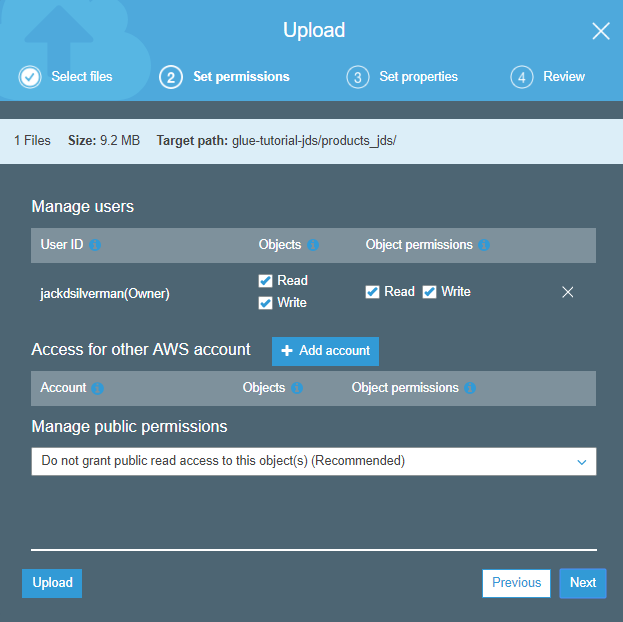 Upload
Select files
2 Set permissions
3 Set properties
4 Review
1 Files Size: 9.2 MB Target path: glue-tutorial-jds/products_jds/
Manage users
User ID Objects Object permissions
Read
jackdsilverman(Owner) Read Write
Write
Access for other AWS account + Add account
Account Objects Object permissions
Manage public permissions
Do not grant public read access to this object(s) (Recommended)
Upload Previous Next